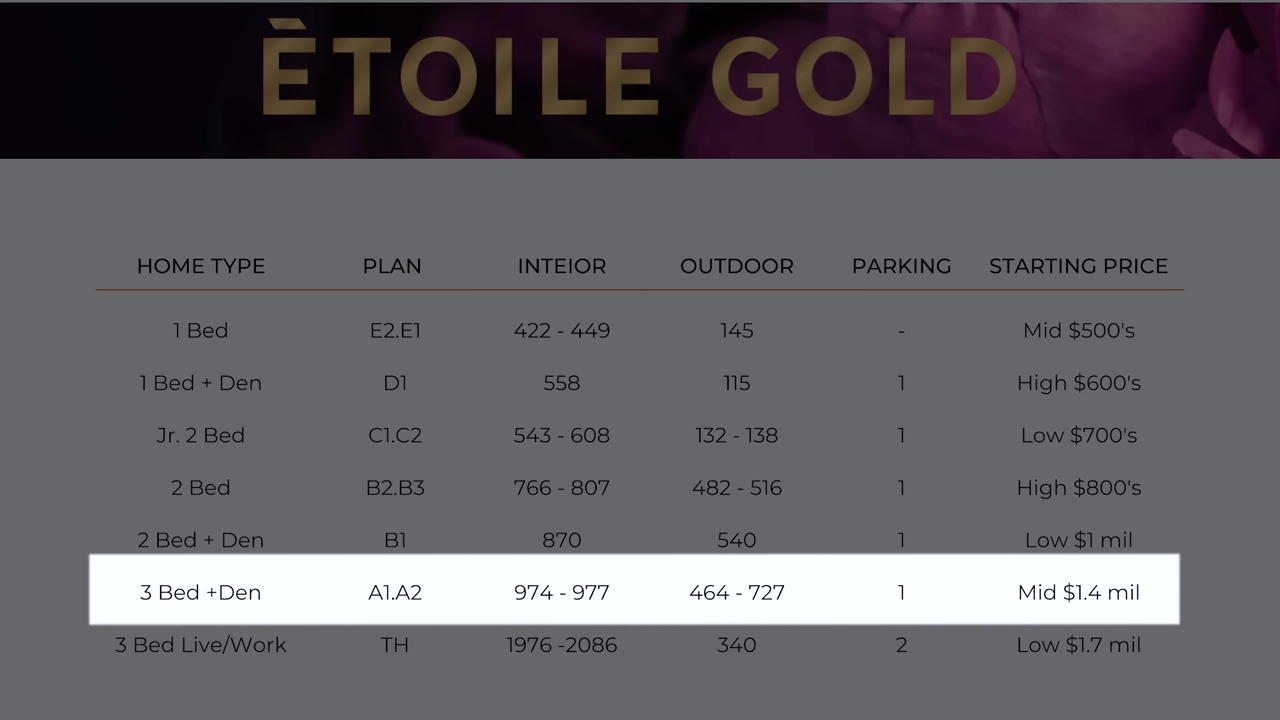 ÈTOILE GOLD
HOME TYPE PLAN INTEIOR OUTDOOR PARKING STARTING PRICE
1 Bed E2.E1 422 - 449 145 - Mid $500's
1 Bed + Den D1 558 115 1 High $600's
Jr. 2 Bed C1.C2 543 - 608 132 - 138 1 Low $700's
2 Bed B2.B3 766 - 807 482 - 516 1 High $800's
2 Bed + Den B1 870 540 1 Low $1 mil
3 Bed +Den A1.A2 974 - 977 464 - 727 1 Mid $1.4 mil
3 Bed Live/Work TH 1976 -2086 340 2 Low $1.7 mil